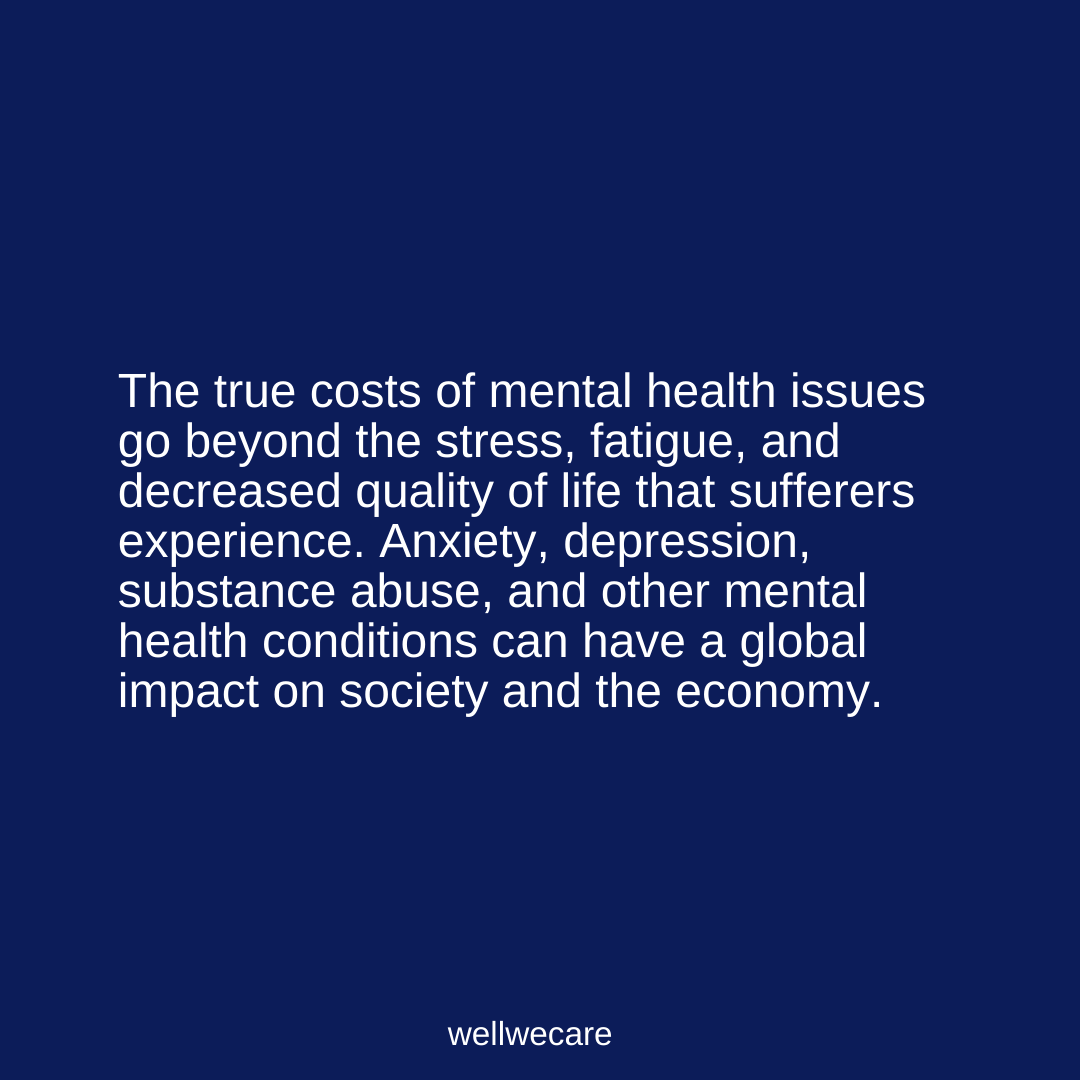 The true costs of mental health issues
go beyond the stress, fatigue, and
decreased quality of life that sufferers
experience. Anxiety, depression,
substance abuse, and other mental
health conditions can have a global
impact on society and the economy.
wellwecare